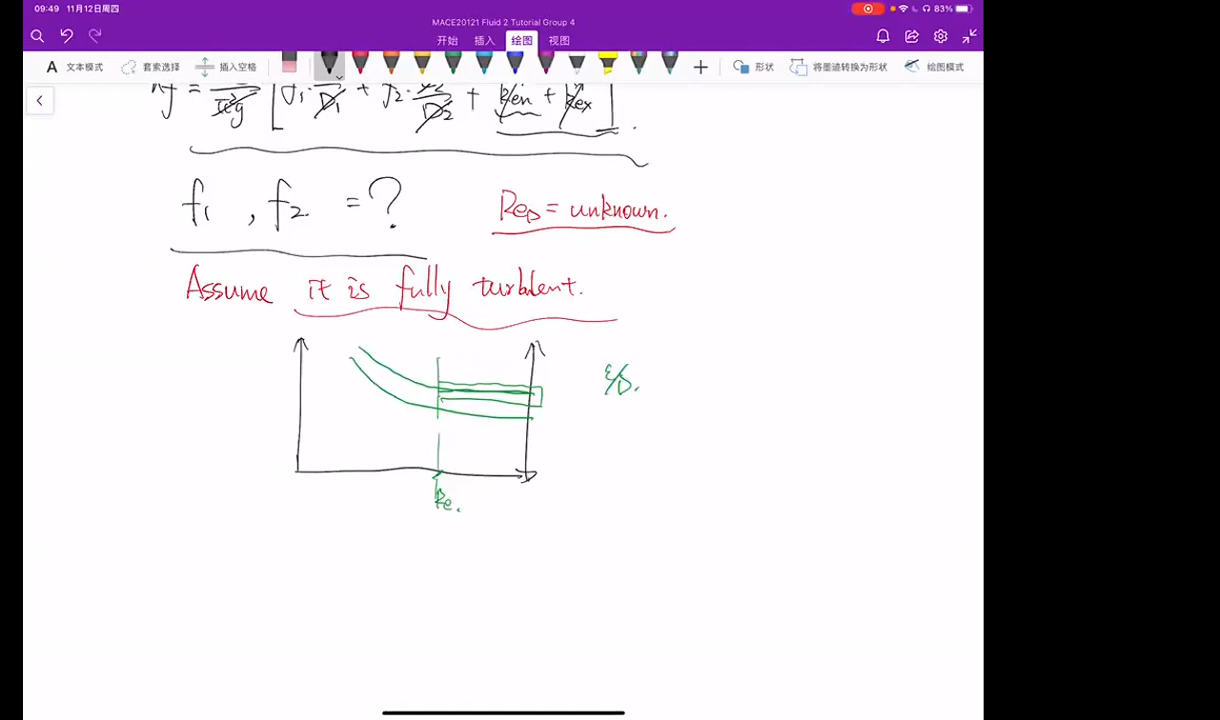 09:49 11月12日周四
83%
MACE20121 Fluid 2 Tutorial Group 4
开始 插入 绘图 视图
文本模式 套索选择 插入空格 形状 将墨迹转换为形状 绘图模式
f₁ , f₂ = ?
Re_D = unknown.
Assume it is fully turblent.
ε/D.
Re.